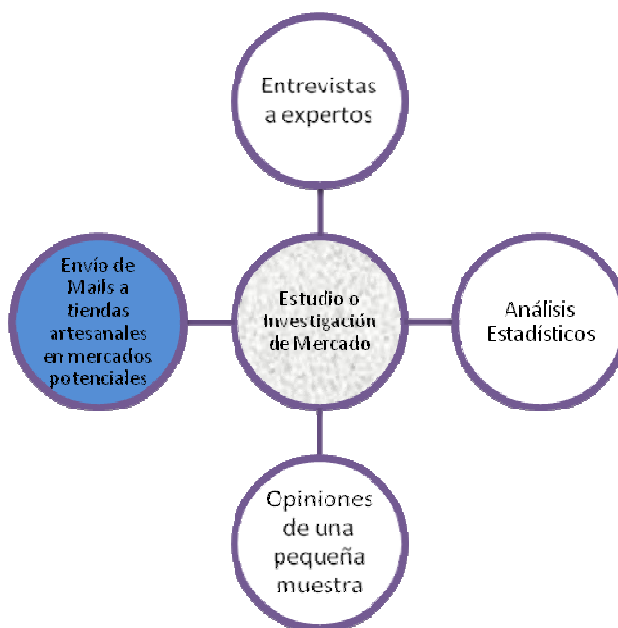 Entrevistas
a expertos
Envío de
Mails a
tiendas
artesanales
en mercados
potenciales
Estudio o
Investigación
de Mercado
Análisis
Estadísticos
Opiniones
de una
pequeña
muestra